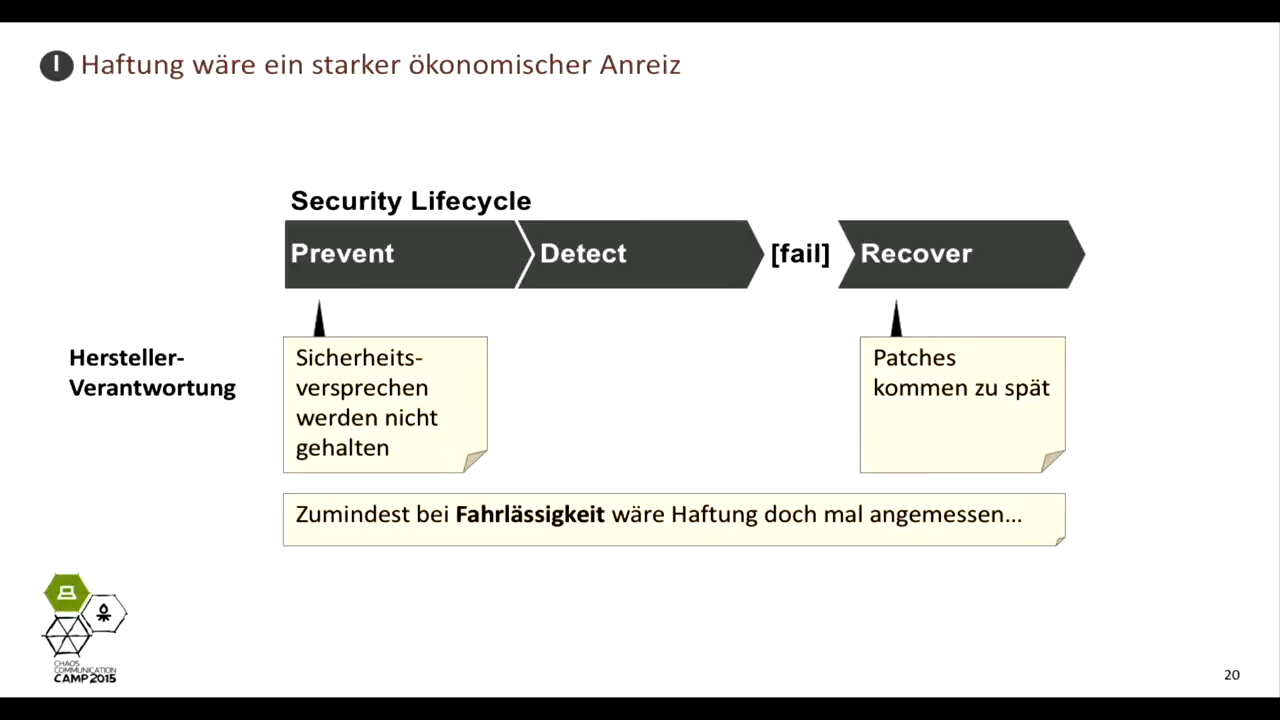 I Haftung wäre ein starker ökonomischer Anreiz
Security Lifecycle
Prevent
Detect
[fail]
Recover
Hersteller-
Verantwortung
Sicherheits-
versprechen
werden nicht
gehalten
Patches
kommen zu spät
Zumindest bei Fahrlässigkeit wäre Haftung doch mal angemessen...
CHAOS
COMMUNICATION
CAMP 2015
20